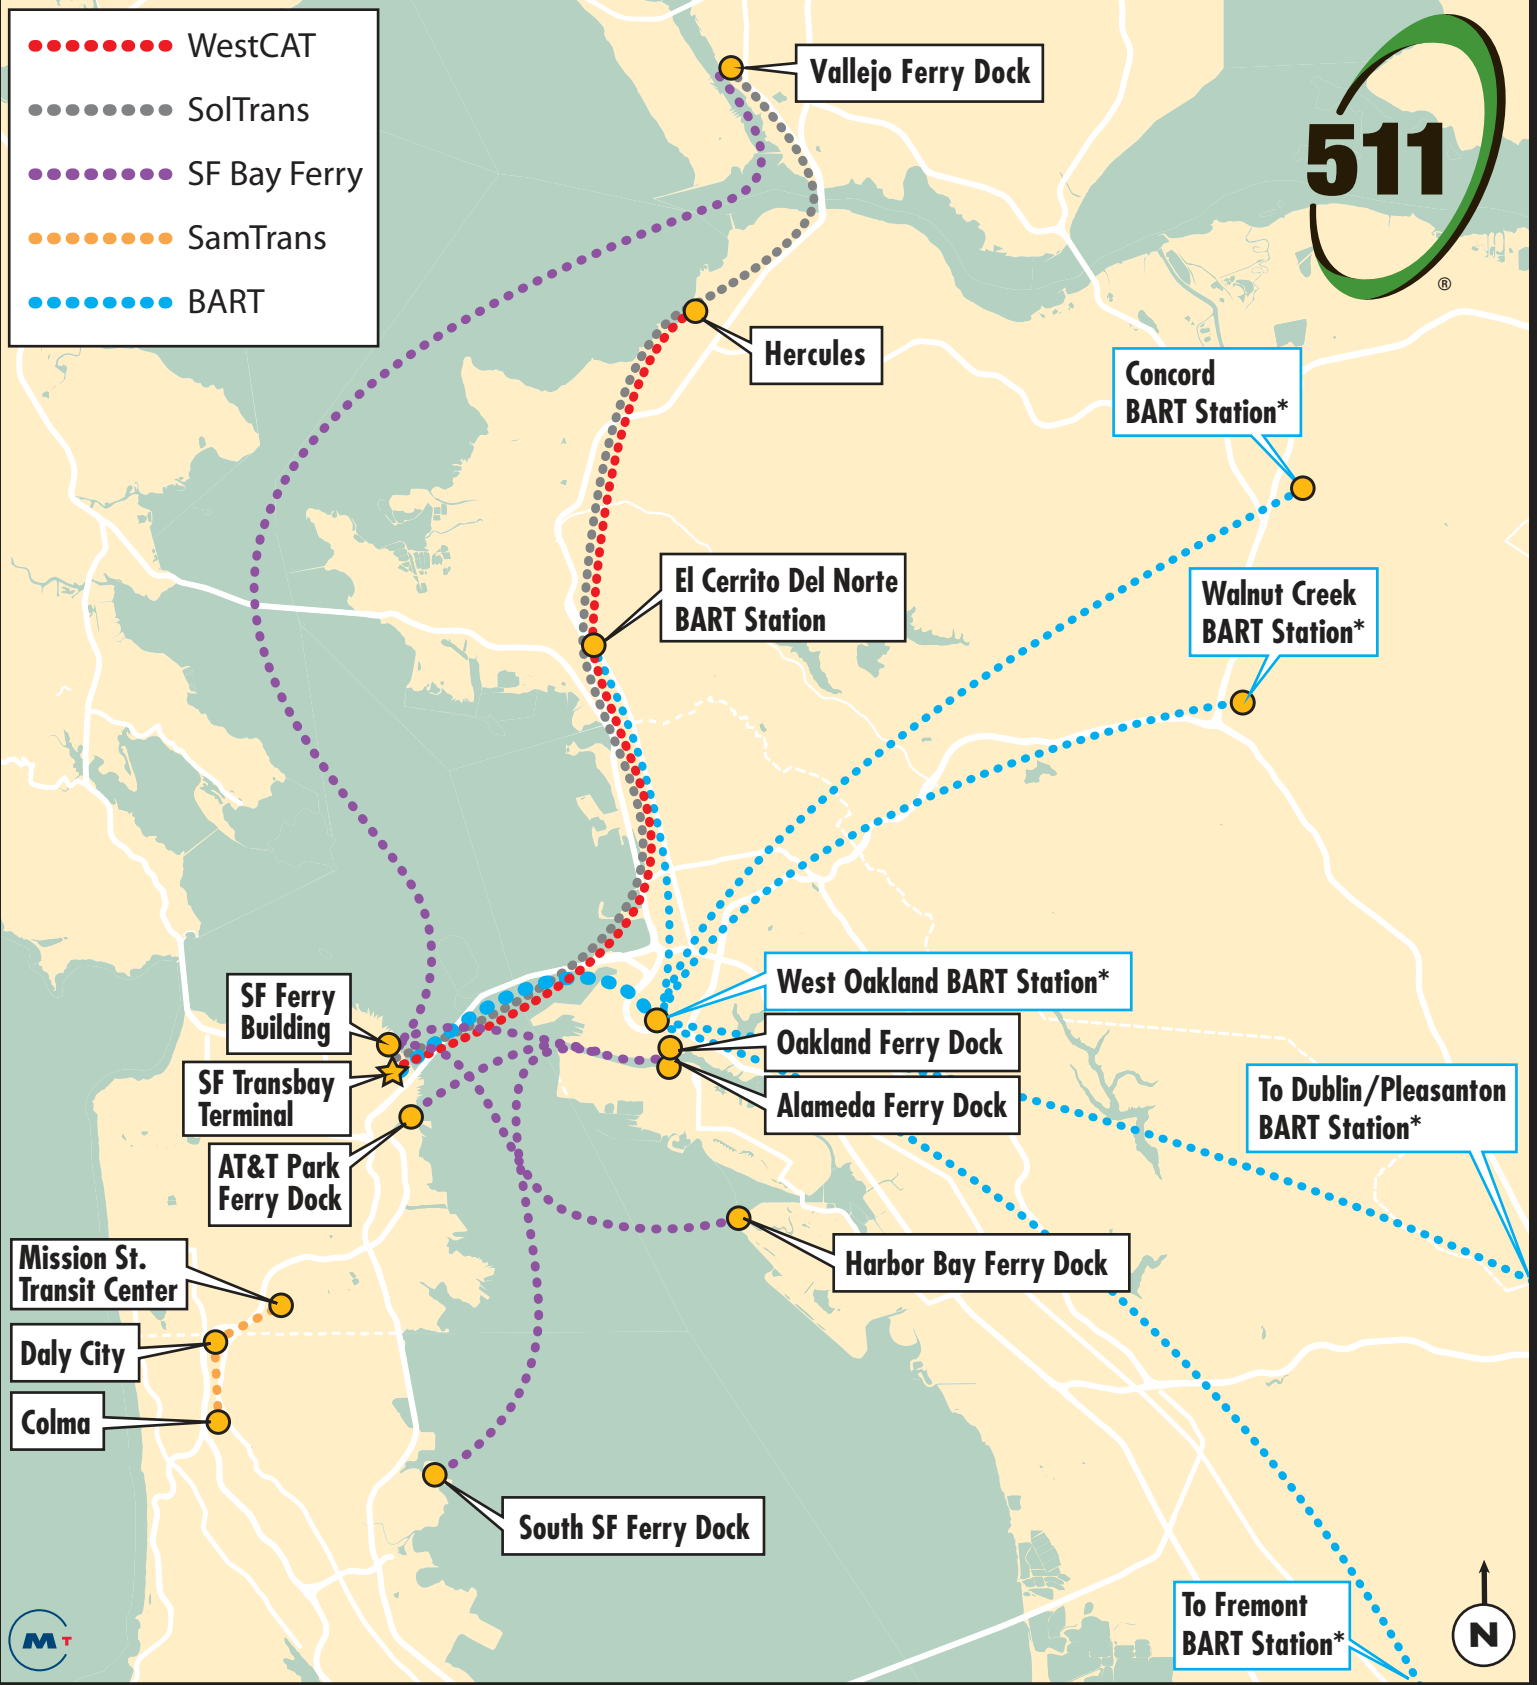 WestCAT
SolTrans
SF Bay Ferry
SamTrans
BART
Vallejo Ferry Dock
511
®
Hercules
Concord
BART Station*
El Cerrito Del Norte
BART Station
Walnut Creek
BART Station*
West Oakland BART Station*
SF Ferry
Building
Oakland Ferry Dock
SF Transbay
Terminal
Alameda Ferry Dock
To Dublin/Pleasanton
BART Station*
AT&T Park
Ferry Dock
Mission St.
Transit Center
Harbor Bay Ferry Dock
Daly City
Colma
South SF Ferry Dock
To Fremont
BART Station*
MT
N